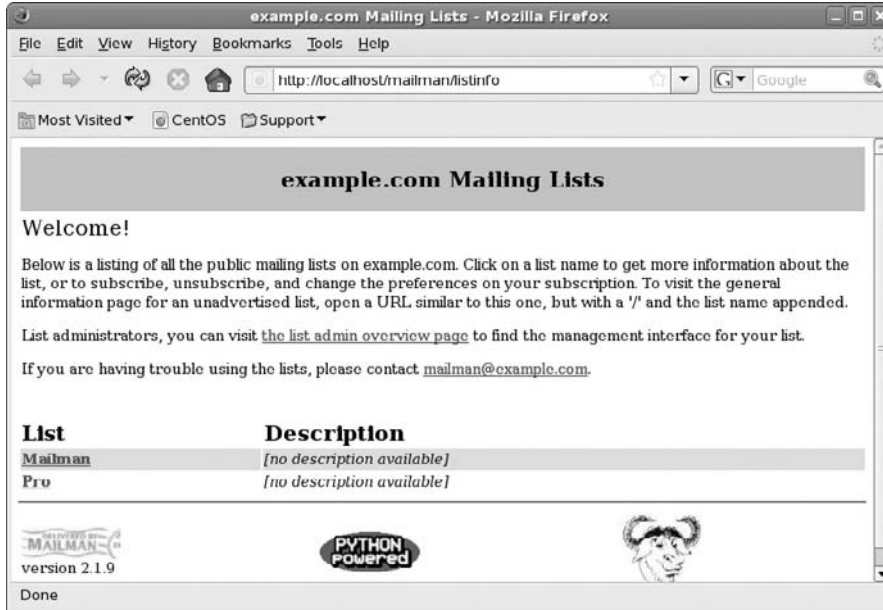 example.com Mailing Lists - Mozilla Firefox
File Edit View History Bookmarks Tools Help
http://localhost/mailman/listinfo
G Google
Most Visited CentOS Support
example.com Mailing Lists
Welcome!
Below is a listing of all the public mailing lists on example.com. Click on a list name to get more information about the
list, or to subscribe, unsubscribe, and change the preferences on your subscription. To visit the general
information page for an unadvertised list, open a URL similar to this one, but with a '/' and the list name appended.
List administrators, you can visit the list admin overview page to find the management interface for your list.
If you are having trouble using the lists, please contact mailman@example.com.
List Description
Mailman [no description available]
Pro [no description available]
DELIVERED BY
MAILMAN
PYTHON
Powered
version 2.1.9
Done